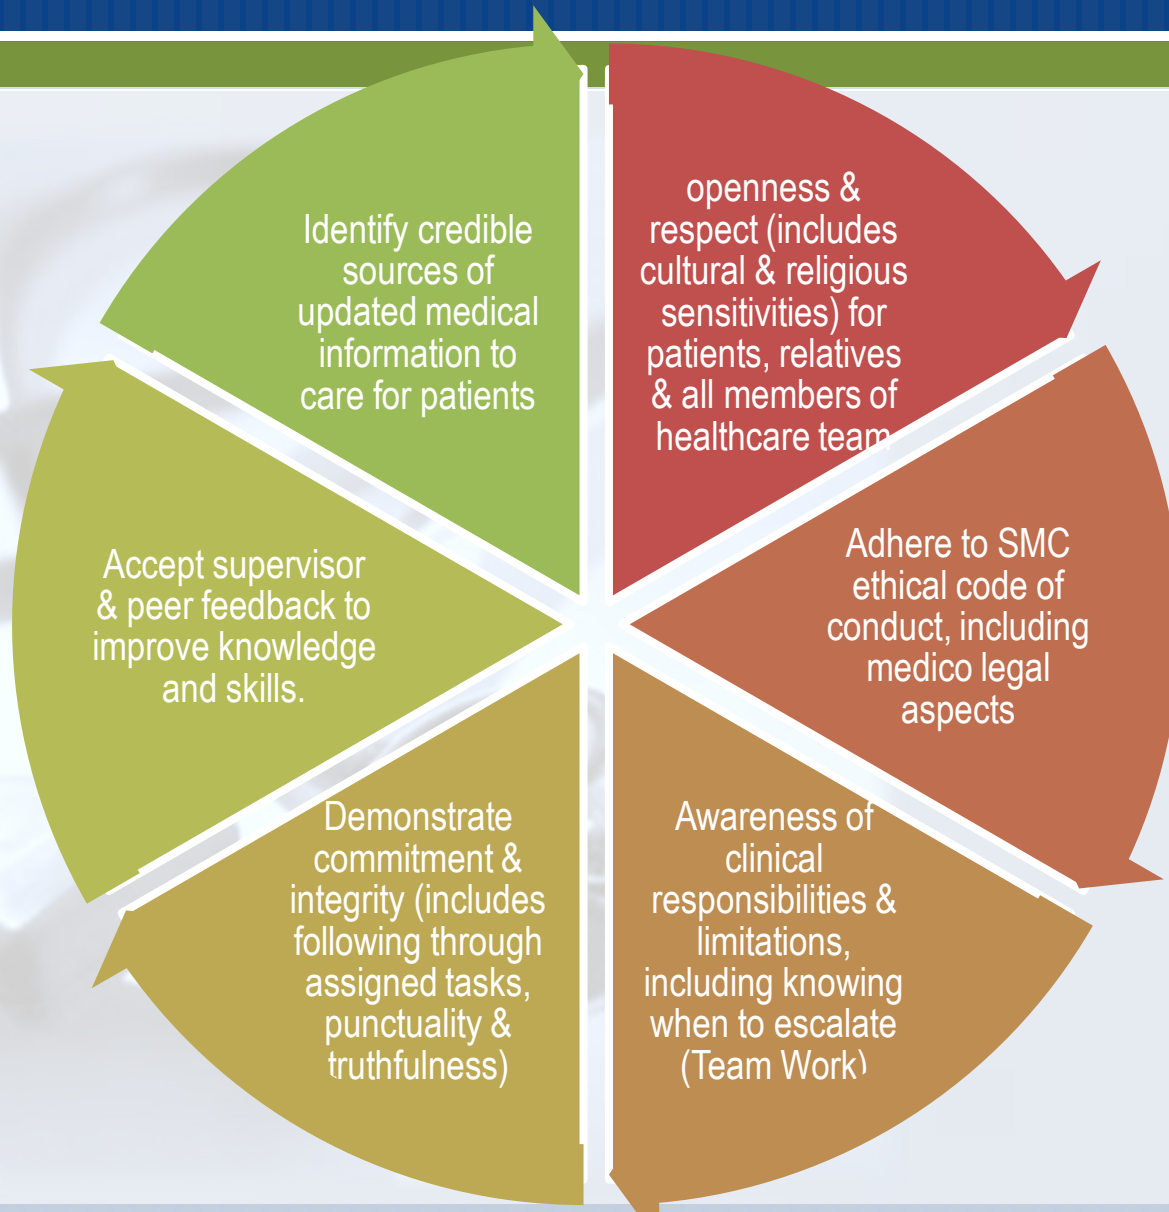 openness &
respect (includes
cultural & religious
sensitivities) for
patients, relatives
& all members of
healthcare team
Adhere to SMC
ethical code of
conduct, including
medico legal
aspects
Awareness of
clinical
responsibilities &
limitations,
including knowing
when to escalate
(Team Work)
Demonstrate
commitment &
integrity (includes
following through
assigned tasks,
punctuality &
truthfulness)
Accept supervisor
& peer feedback to
improve knowledge
and skills.
Identify credible
sources of
updated medical
information to
care for patients